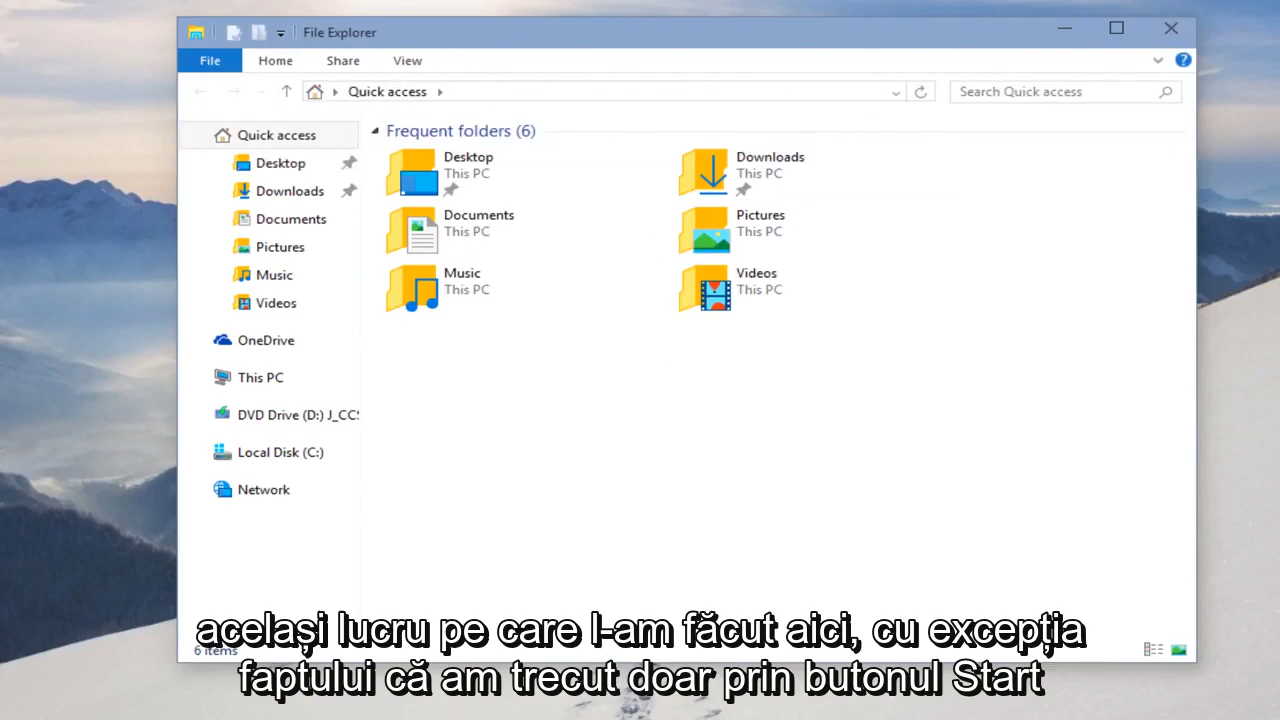 File Explorer
File
Home
Share
View
Quick access
Search Quick access
Quick access
Desktop
Downloads
Documents
Pictures
Music
Videos
OneDrive
This PC
DVD Drive (D:) J_CCS
Local Disk (C:)
Network
Frequent folders (6)
Desktop
This PC
Downloads
This PC
Documents
This PC
Pictures
This PC
Music
This PC
Videos
This PC
6 items
același lucru pe care l-am făcut aici, cu excepția
faptului că am trecut doar prin butonul Start